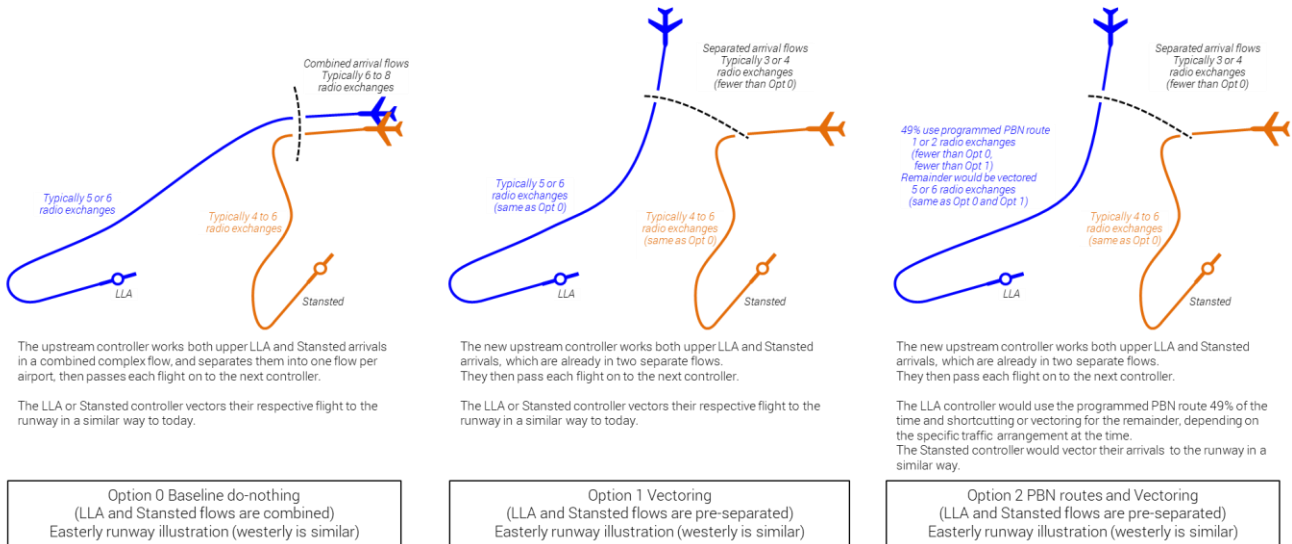 Combined arrival flows
Typically 6 to 8
radio exchanges
Typically 5 or 6
radio exchanges
Typically 4 to 6
radio exchanges
LLA
Stansted
The upstream controller works both upper LLA and Stansted arrivals
in a combined complex flow, and separates them into one flow per
airport, then passes each flight on to the next controller.
The LLA or Stansted controller vectors their respective flight to the
runway in a similar way to today.
Option 0 Baseline do-nothing
(LLA and Stansted flows are combined)
Easterly runway illustration (westerly is similar)
Separated arrival flows
Typically 3 or 4
radio exchanges
(fewer than Opt 0)
Typically 5 or 6
radio exchanges
(same as Opt 0)
Typically 4 to 6
radio exchanges
(same as Opt 0)
LLA
Stansted
The new upstream controller works both upper LLA and Stansted
arrivals, which are already in two separate flows.
They then pass each flight on to the next controller.
The LLA or Stansted controller vectors their respective flight to the
runway in a similar way to today.
Option 1 Vectoring
(LLA and Stansted flows are pre-separated)
Easterly runway illustration (westerly is similar)
Separated arrival flows
Typically 3 or 4
radio exchanges
(fewer than Opt 0)
49% use programmed PBN route
1 or 2 radio exchanges
(fewer than Opt 0,
fewer than Opt 1)
Remainder would be vectored
5 or 6 radio exchanges
(same as Opt 0 and Opt 1)
Typically 4 to 6
radio exchanges
(same as Opt 0)
LLA
Stansted
The new upstream controller works both upper LLA and Stansted
arrivals, which are already in two separate flows.
They then pass each flight on to the next controller.
The LLA controller would use the programmed PBN route 49% of the
time and shortcutting or vectoring for the remainder, depending on
the specific traffic arrangement at the time.
The Stansted controller would vector their arrivals to the runway in a
similar way.
Option 2 PBN routes and Vectoring
(LLA and Stansted flows are pre-separated)
Easterly runway illustration (westerly is similar)